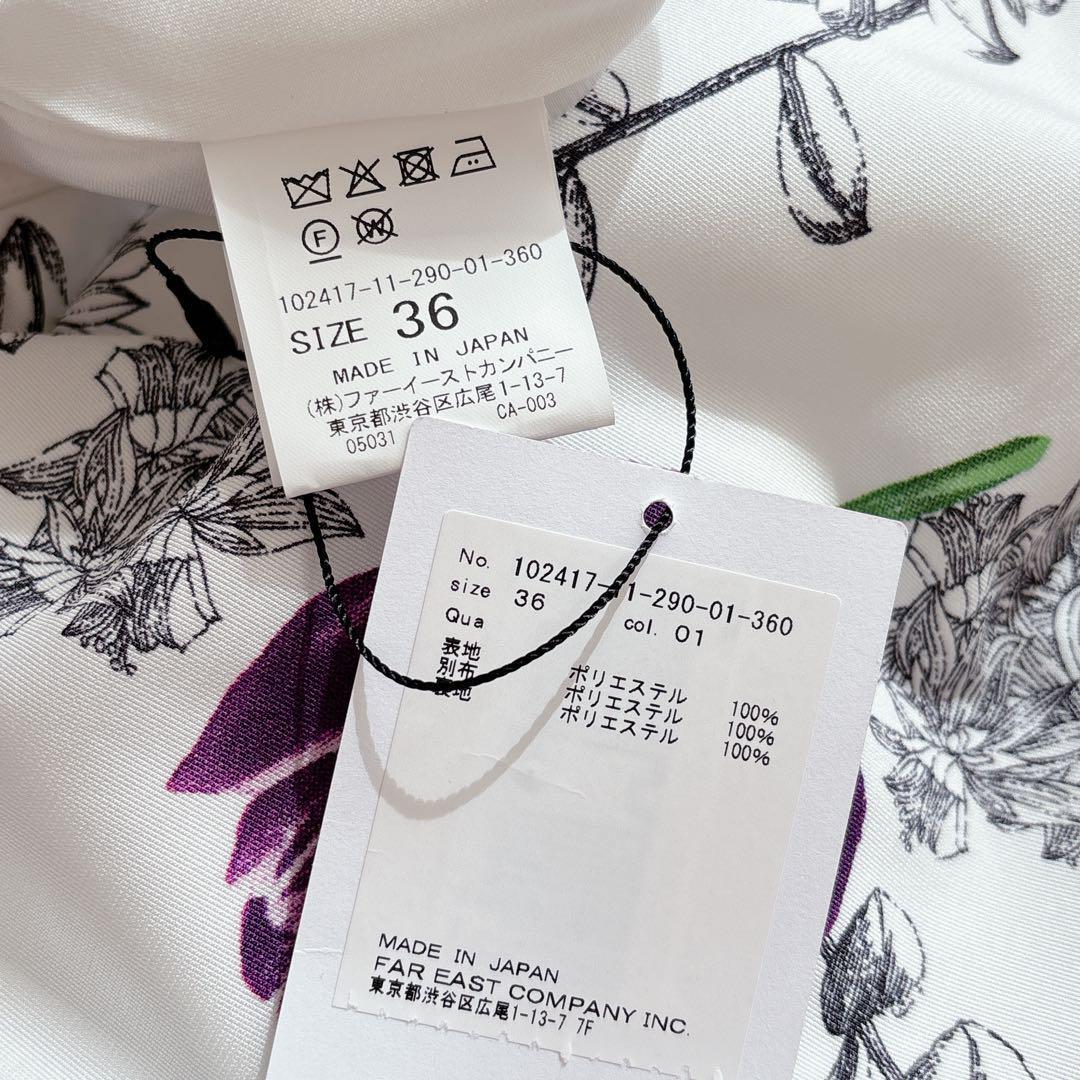 F
W
102417-11-290-01-360
SIZE 36
MADE IN JAPAN
(株)ファーイーストカンパニー
東京都渋谷区広尾1-13-7
05031 CA-003
No. 102417-11-290-01-360
size 36 col. 01
Qua
表地 ポリエステル 100%
別布 ポリエステル 100%
裏地 ポリエステル 100%
MADE IN JAPAN
FAR EAST COMPANY INC.
東京都渋谷区広尾1-13-7 7F